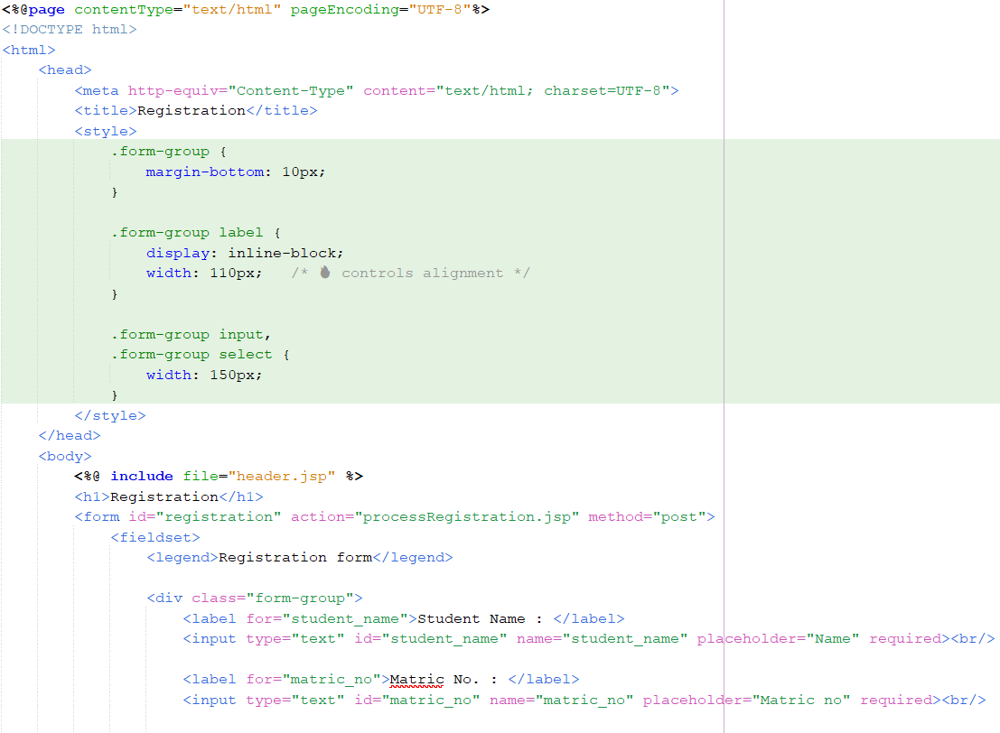 <%@page contentType="text/html" pageEncoding="UTF-8"%>
<!DOCTYPE html>
<html>
    <head>
        <meta http-equiv="Content-Type" content="text/html; charset=UTF-8">
        <title>Registration</title>
        <style>
            .form-group {
                margin-bottom: 10px;
            }

            .form-group label {
                display: inline-block;
                width: 110px;   /* 🔥 controls alignment */
            }

            .form-group input,
            .form-group select {
                width: 150px;
            }
        </style>
    </head>
    <body>
        <%@ include file="header.jsp" %>
        <h1>Registration</h1>
        <form id="registration" action="processRegistration.jsp" method="post">
            <fieldset>
                <legend>Registration form</legend>

                <div class="form-group">
                    <label for="student_name">Student Name : </label>
                    <input type="text" id="student_name" name="student_name" placeholder="Name" required><br/>

                    <label for="matric_no">Matric No. : </label>
                    <input type="text" id="matric_no" name="matric_no" placeholder="Matric no" required><br/>